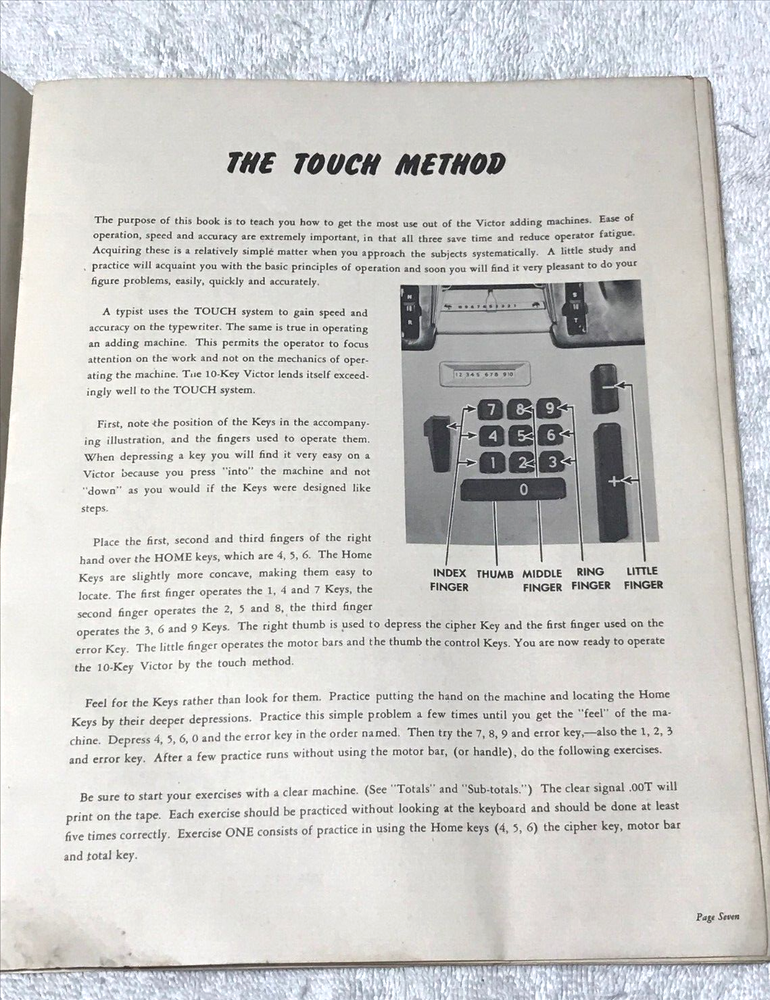 THE TOUCH METHOD
The purpose of this book is to teach you how to get the most use out of the Victor adding machines. Ease of
operation, speed and accuracy are extremely important, in that all three save time and reduce operator fatigue.
Acquiring these is a relatively simple matter when you approach the subjects systematically. A little study and
practice will acquaint you with the basic principles of operation and soon you will find it very pleasant to do your
figure problems, easily, quickly and accurately.
A typist uses the TOUCH system to gain speed and
accuracy on the typewriter. The same is true in operating
an adding machine. This permits the operator to focus
attention on the work and not on the mechanics of oper-
ating the machine. The 10-Key Victor lends itself exceed-
ingly well to the TOUCH system.
First, note the position of the Keys in the accompany-
ing illustration, and the fingers used to operate them.
When depressing a key you will find it very easy on a
Victor because you press "into" the machine and not
"down" as you would if the Keys were designed like
steps.
Place the first, second and third fingers of the right
hand over the HOME keys, which are 4, 5, 6. The Home
Keys are slightly more concave, making them easy to
locate. The first finger operates the 1, 4 and 7 Keys, the
second finger operates the 2, 5 and 8, the third finger
operates the 3, 6 and 9 Keys. The right thumb is used to depress the cipher Key and the first finger used on the
error Key. The little finger operates the motor bars and the thumb the control Keys. You are now ready to operate
the 10-Key Victor by the touch method.
7 8 9
4 5 6
1 2 3
0
−
+
INDEX FINGER
THUMB
MIDDLE FINGER
RING FINGER
LITTLE FINGER
Feel for the Keys rather than look for them. Practice putting the hand on the machine and locating the Home
Keys by their deeper depressions. Practice this simple problem a few times until you get the "feel" of the ma-
chine. Depress 4, 5, 6, 0 and the error key in the order named. Then try the 7, 8, 9 and error key,—also the 1, 2, 3
and error key. After a few practice runs without using the motor bar, (or handle), do the following exercises.
Be sure to start your exercises with a clear machine. (See "Totals" and "Sub-totals.") The clear signal .00T will
print on the tape. Each exercise should be practiced without looking at the keyboard and should be done at least
five times correctly. Exercise ONE consists of practice in using the Home keys (4, 5, 6) the cipher key, motor bar
and total key.
Page Seven